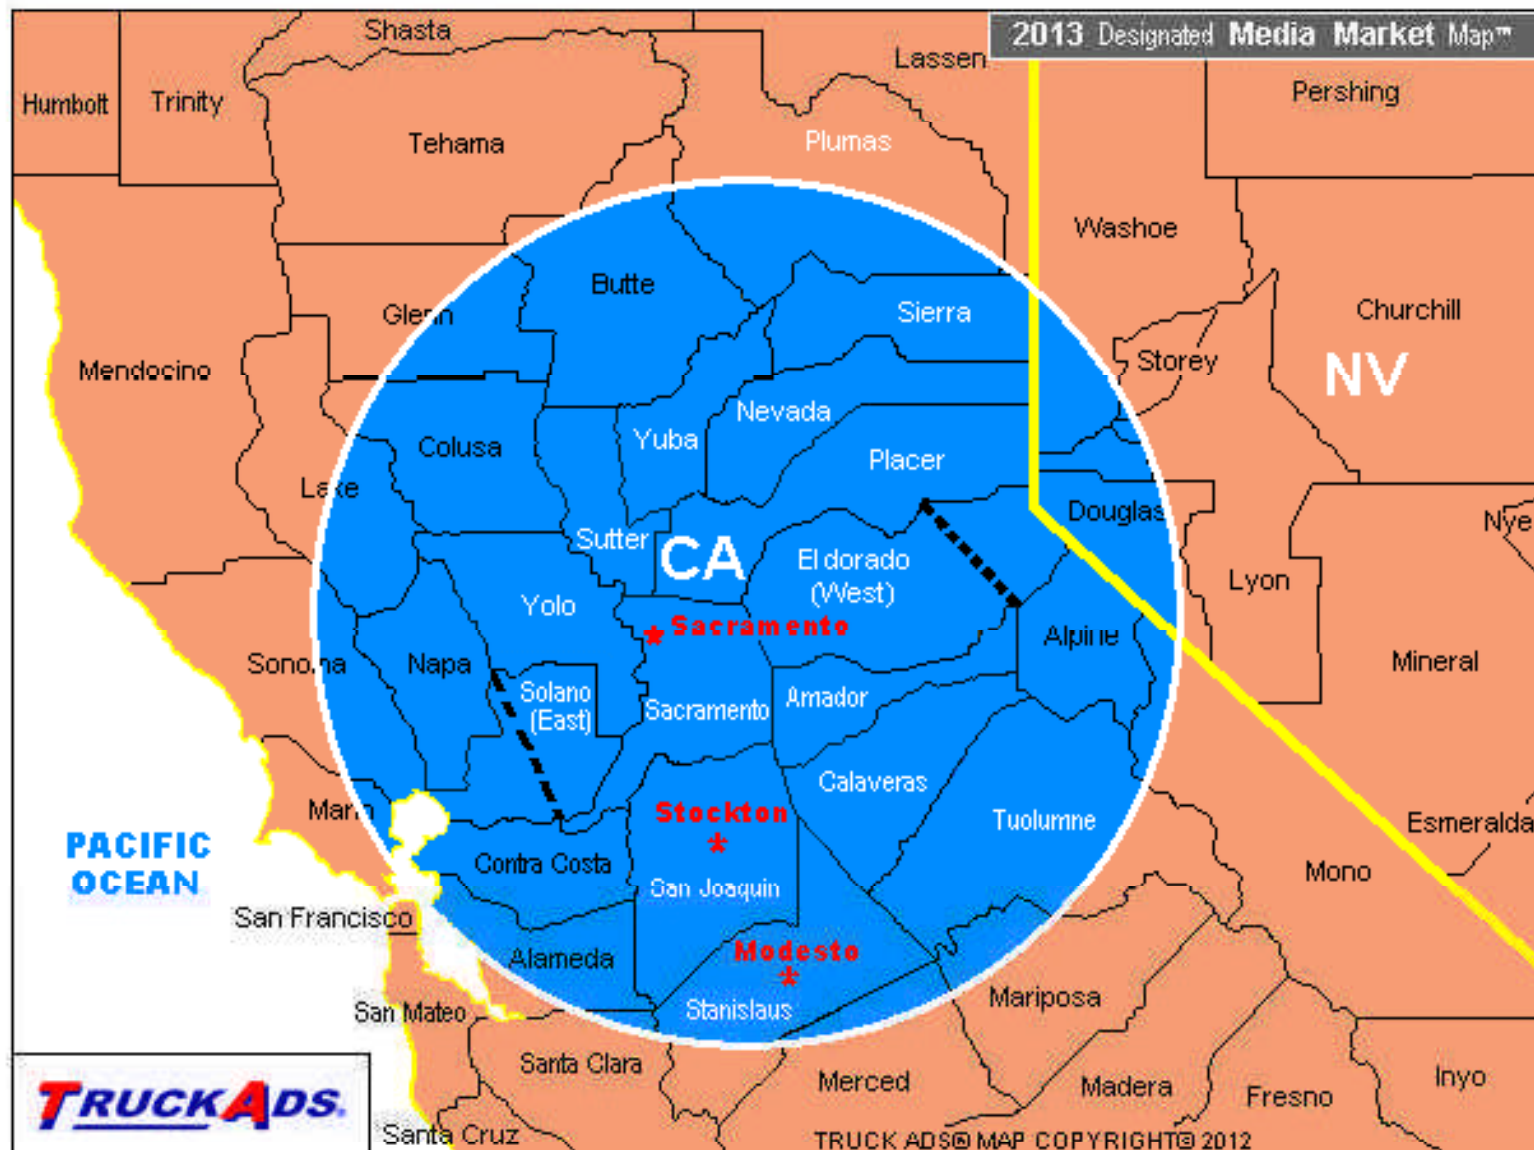 2013 Designated Media Market Map™
Shasta
Lassen
Pershing
Humbolt
Trinity
Tehama
Plumas
Washoe
Butte
Glenn
Sierra
Churchill
Mendocino
Storey
NV
Nevada
Yuba
Colusa
Placer
Lake
Douglas
Nye
Sutter
CA
El dorado
(West)
Lyon
Yolo
Sacramento
Alpine
Sonoma
Napa
Mineral
Solano
(East)
Sacramento
Amador
Calaveras
Marin
Stockton
Tuolumne
Esmeralda
PACIFIC
OCEAN
Contra Costa
Mono
San Joaquin
San Francisco
Modesto
Alameda
Mariposa
San Mateo
Stanislaus
Santa Clara
Merced
Madera
Inyo
Fresno
TRUCKADS.
Santa Cruz
TRUCK ADS® MAP COPYRIGHT© 2012